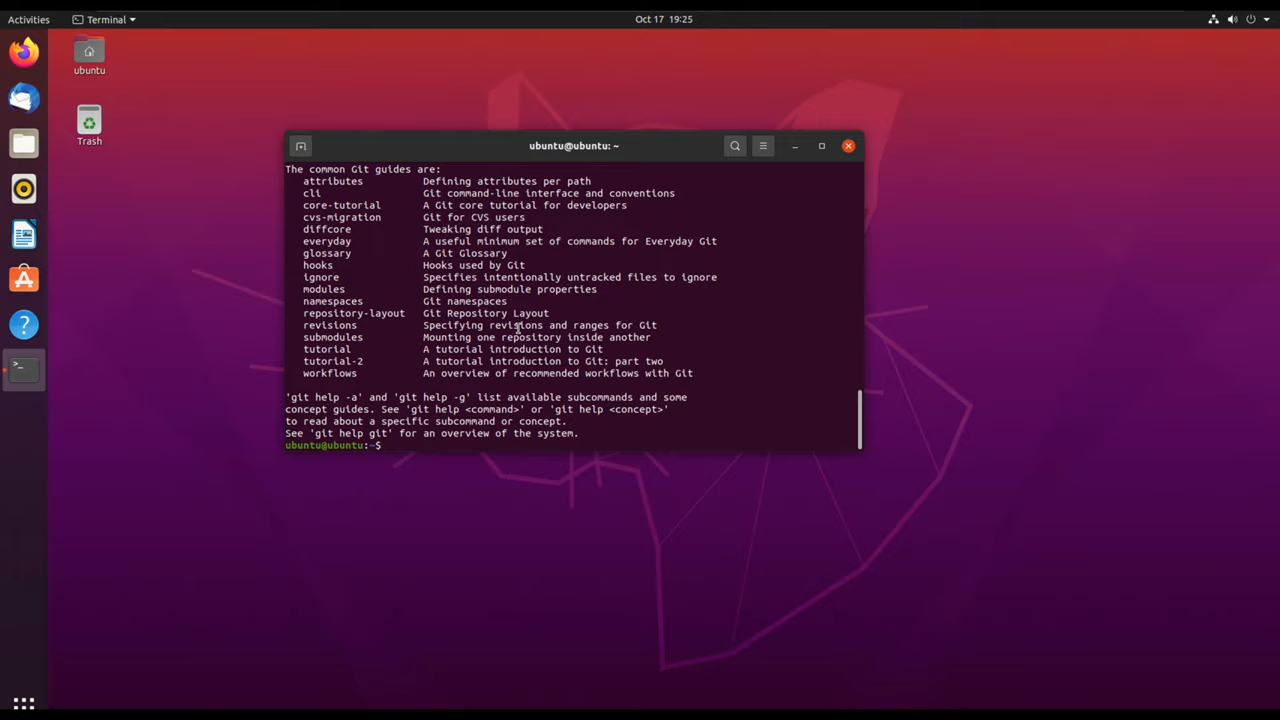 Activities
Terminal
Oct 17 19:25
ubuntu
Trash
ubuntu@ubuntu: ~
The common Git guides are:
attributes Defining attributes per path
cli Git command-line interface and conventions
core-tutorial A Git core tutorial for developers
cvs-migration Git for CVS users
diffcore Tweaking diff output
everyday A useful minimum set of commands for Everyday Git
glossary A Git Glossary
hooks Hooks used by Git
ignore Specifies intentionally untracked files to ignore
modules Defining submodule properties
namespaces Git namespaces
repository-layout Git Repository Layout
revisions Specifying revisions and ranges for Git
submodules Mounting one repository inside another
tutorial A tutorial introduction to Git
tutorial-2 A tutorial introduction to Git: part two
workflows An overview of recommended workflows with Git
'git help -a' and 'git help -g' list available subcommands and some
concept guides. See 'git help <command>' or 'git help <concept>'
to read about a specific subcommand or concept.
See 'git help git' for an overview of the system.
ubuntu@ubuntu:~$